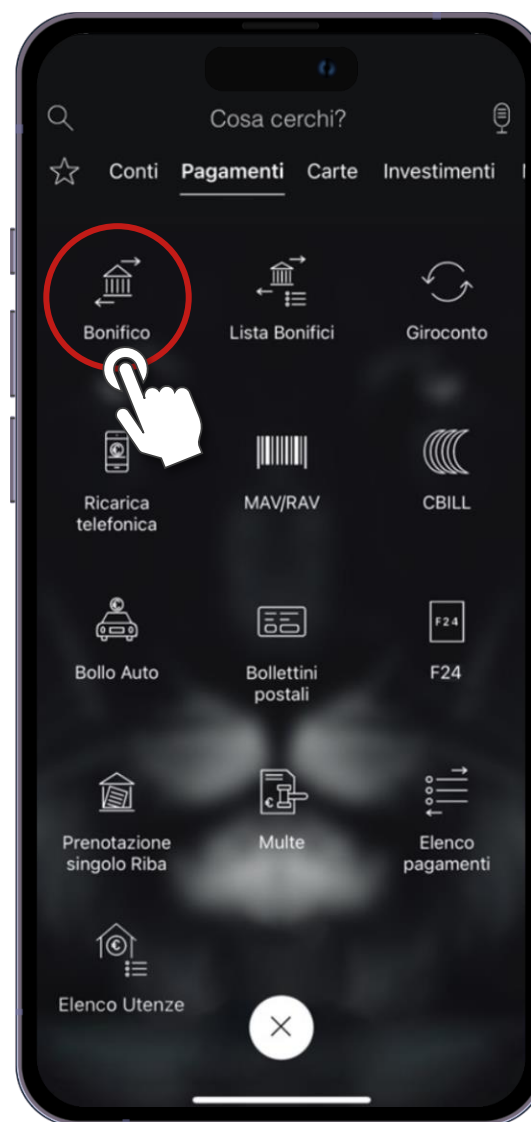 Cosa cerchi?
Conti Pagamenti Carte Investimenti
Bonifico Lista Bonifici Giroconto
Ricarica
telefonica
MAV/RAV
CBILL
Bollo Auto
Bollettini
postali
F24
F24
Prenotazione
singolo Riba
Multe
Elenco
pagamenti
Elenco Utenze